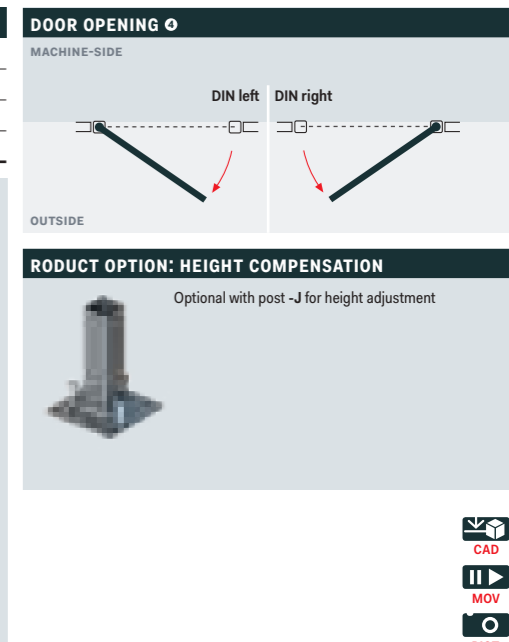 DOOR OPENING ❹
MACHINE-SIDE
DIN left DIN right
OUTSIDE
RODUCT OPTION: HEIGHT COMPENSATION
Optional with post -J for height adjustment
CAD
MOV